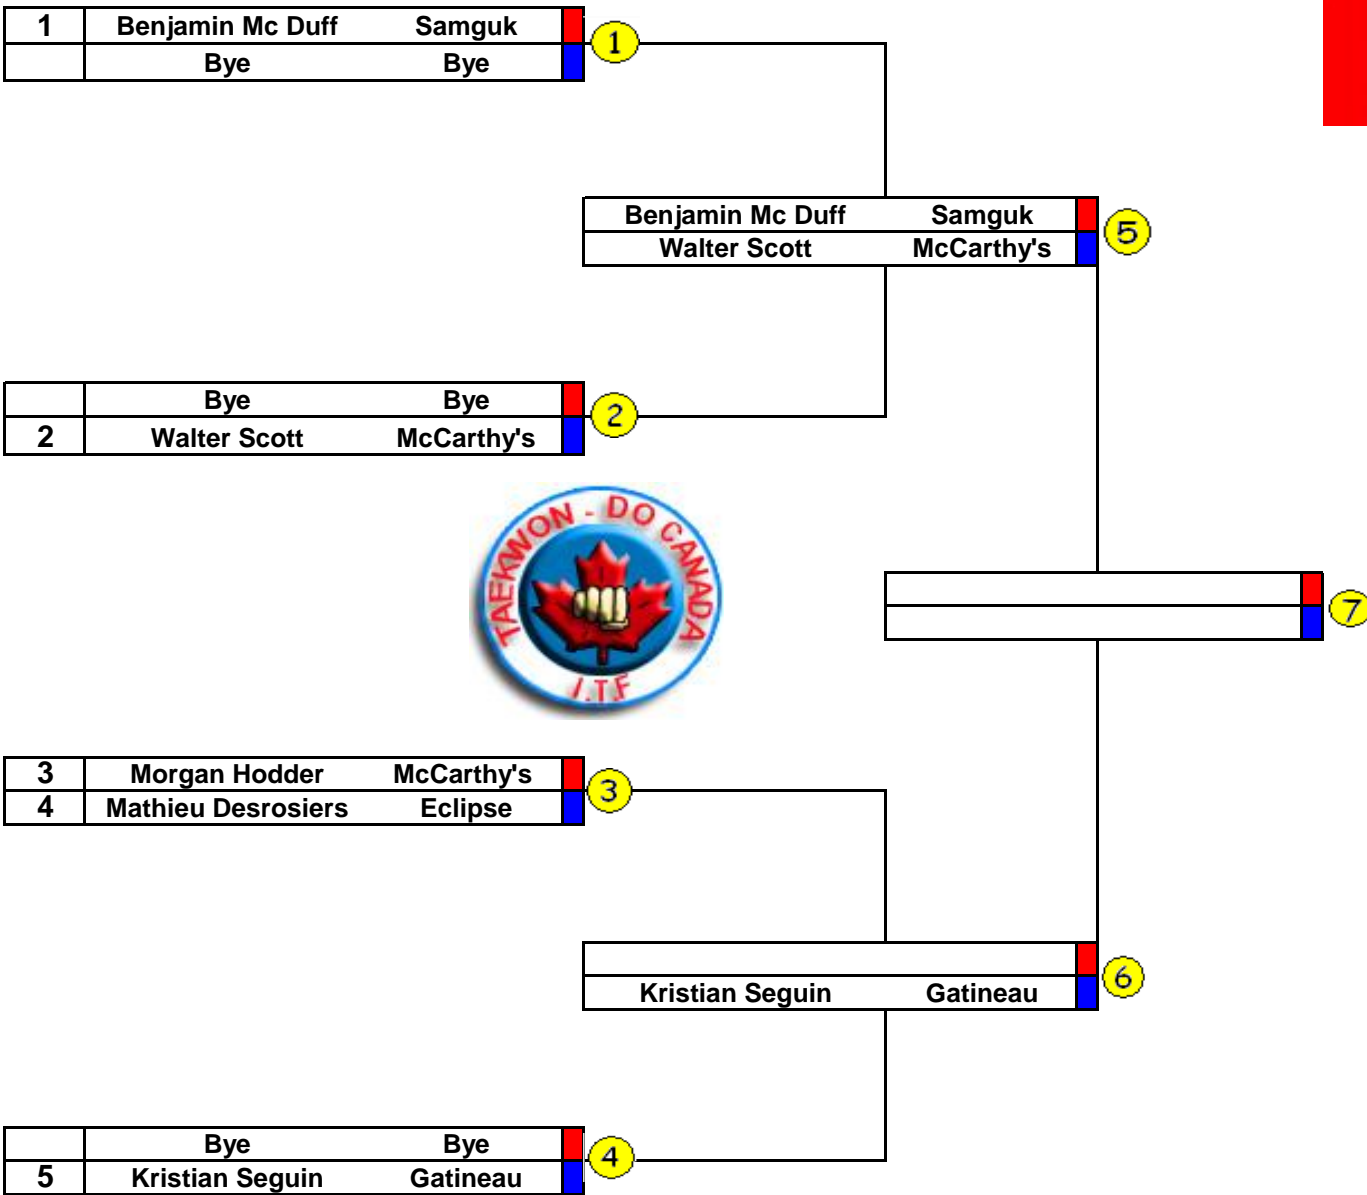 1 Benjamin Mc Duff Samguk
Bye Bye
1
Benjamin Mc Duff Samguk
Walter Scott McCarthy's
5
Bye Bye
2 Walter Scott McCarthy's
2
TAEKWON - DO CANADA
I.T.F
7
3 Morgan Hodder McCarthy's
4 Mathieu Desrosiers Eclipse
3
Kristian Seguin Gatineau
6
Bye Bye
5 Kristian Seguin Gatineau
4